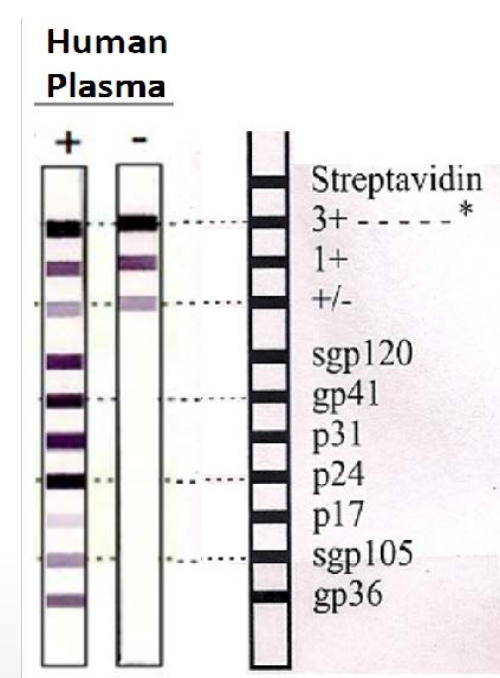 Human
Plasma
+ -
Streptavidin
3+ - - - - - *
1+
+/-
sgp120
gp41
p31
p24
p17
sgp105
gp36